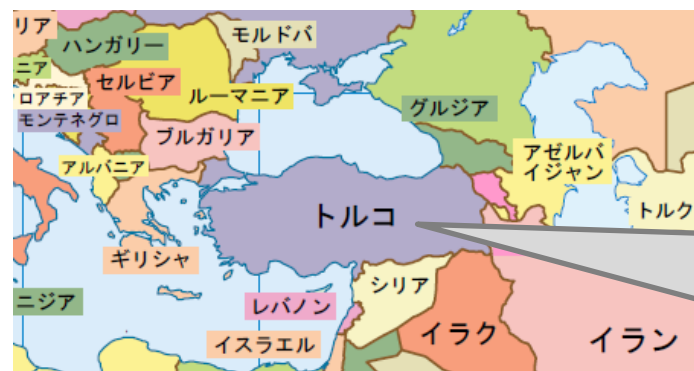 リア
ハンガリー
モルドバ
ニア
セルビア
ルーマニア
ロアチア
モンテネグロ
グルジア
ブルガリア
アゼルバ
イジャン
アルバニア
トルコ
トルク
ギリシャ
シリア
ニジア
レバノン
イラク
イラン
イスラエル